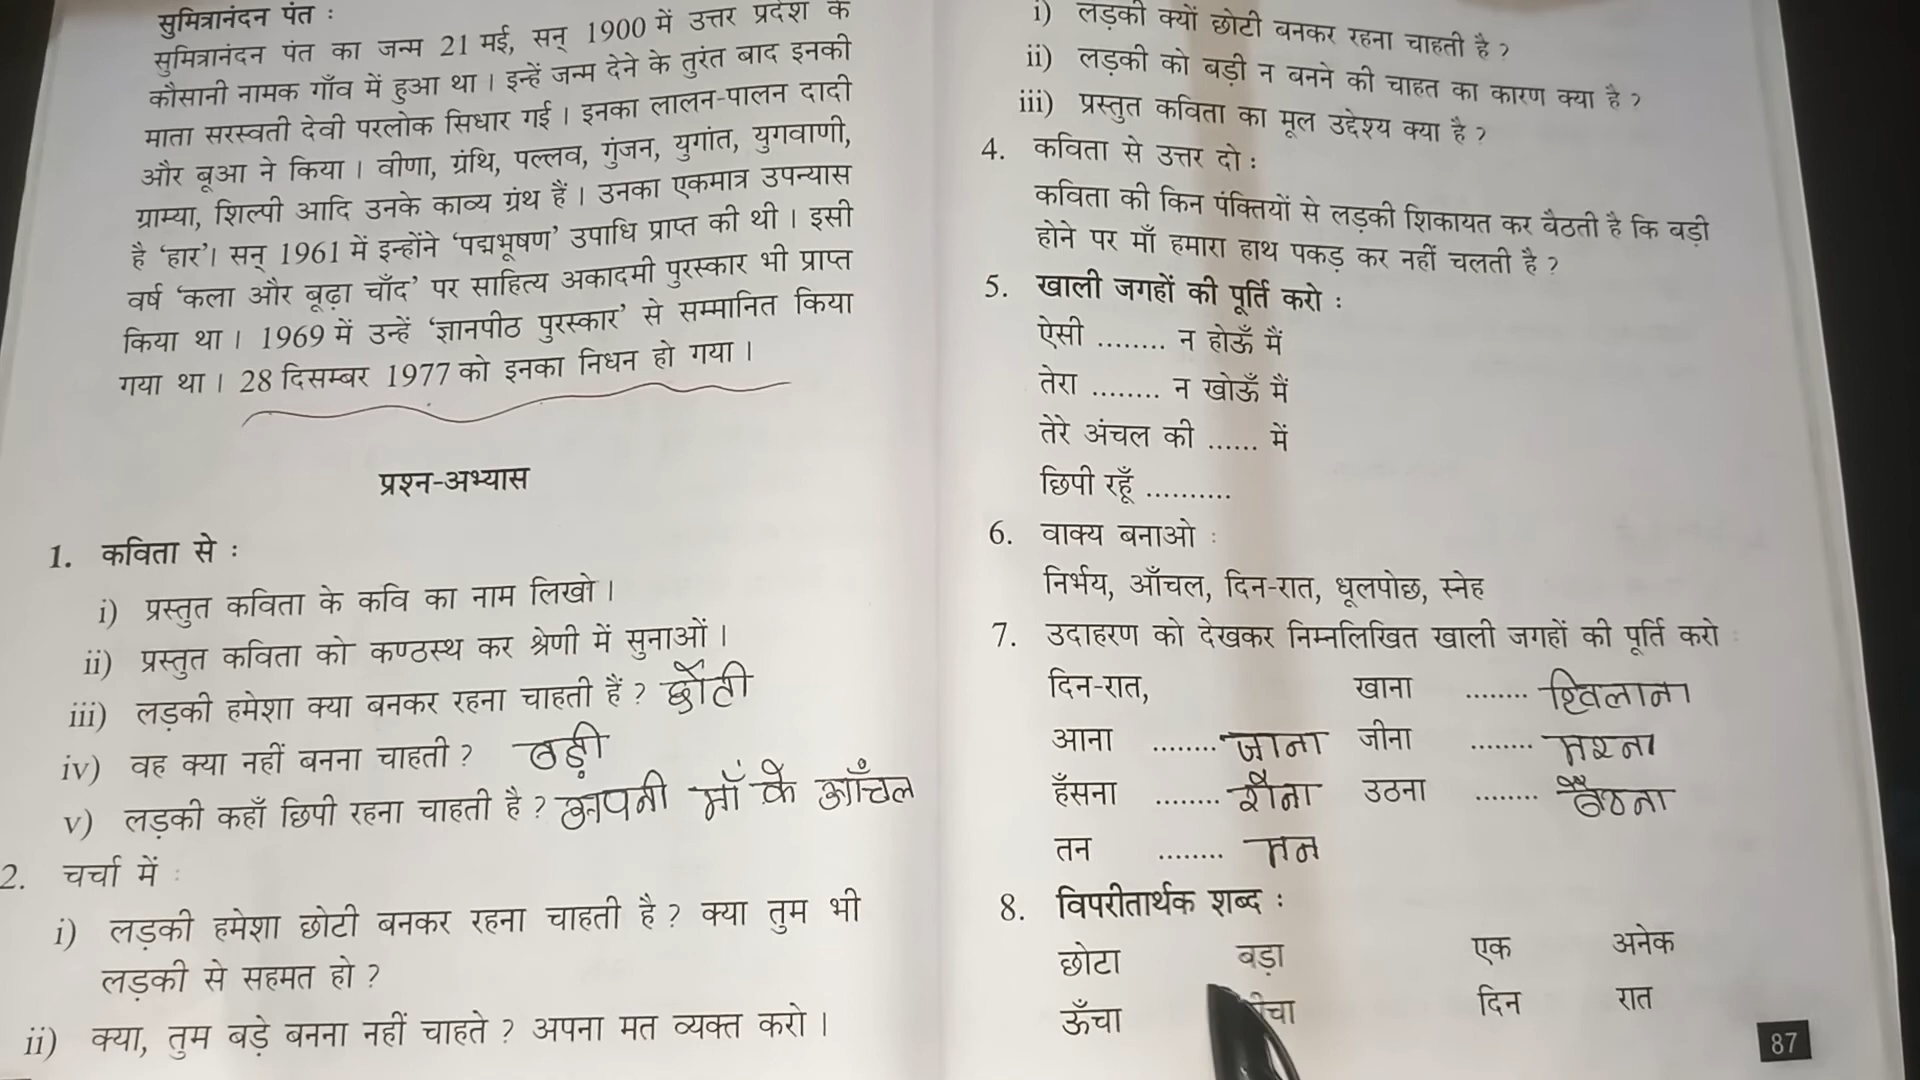 सुमित्रानंदन पंत :
सुमित्रानंदन पंत का जन्म 21 मई, सन् 1900 में उत्तर प्रदेश के
कौसानी नामक गाँव में हुआ था । इन्हें जन्म देने के तुरंत बाद इनकी
माता सरस्वती देवी परलोक सिधार गई । इनका लालन-पालन दादी
और बूआ ने किया । वीणा, ग्रंथि, पल्लव, गुंजन, युगांत, युगवाणी,
ग्राम्या, शिल्पी आदि उनके काव्य ग्रंथ हैं । उनका एकमात्र उपन्यास
है ‘हार’। सन् 1961 में इन्होंने ‘पद्मभूषण’ उपाधि प्राप्त की थी । इसी
वर्ष ‘कला और बूढ़ा चाँद’ पर साहित्य अकादमी पुरस्कार भी प्राप्त
किया था । 1969 में उन्हें ‘ज्ञानपीठ पुरस्कार’ से सम्मानित किया
गया था । 28 दिसम्बर 1977 को इनका निधन हो गया ।
प्रश्न-अभ्यास
1. कविता से :
i) प्रस्तुत कविता के कवि का नाम लिखो ।
ii) प्रस्तुत कविता को कण्ठस्थ कर श्रेणी में सुनाओं ।
iii) लड़की हमेशा क्या बनकर रहना चाहती हैं ? छोटी
iv) वह क्या नहीं बनना चाहती ? बड़ी
v) लड़की कहाँ छिपी रहना चाहती है ? अपनी माँ के आँचल
2. चर्चा में :
i) लड़की हमेशा छोटी बनकर रहना चाहती है ? क्या तुम भी
लड़की से सहमत हो ?
ii) क्या, तुम बड़े बनना नहीं चाहते ? अपना मत व्यक्त करो ।
i) लड़की क्यों छोटी बनकर रहना चाहती है ?
ii) लड़की को बड़ी न बनने की चाहत का कारण क्या है ?
iii) प्रस्तुत कविता का मूल उद्देश्य क्या है ?
4. कविता से उत्तर दो :
कविता की किन पंक्तियों से लड़की शिकायत कर बैठती है कि बड़ी
होने पर माँ हमारा हाथ पकड़ कर नहीं चलती है ?
5. खाली जगहों की पूर्ति करो :
ऐसी ........ न होऊँ मैं
तेरा ........ न खोऊँ मैं
तेरे अंचल की ...... में
छिपी रहूँ ..........
6. वाक्य बनाओ :
निर्भय, आँचल, दिन-रात, धूलपोछ, स्नेह
7. उदाहरण को देखकर निम्नलिखित खाली जगहों की पूर्ति करो :
दिन-रात, खाना ........ खिलाना
आना ........ जाना जीना ........ मरना
हँसना ........ रोना उठना ........ बैठना
तन ........ मन
8. विपरीतार्थक शब्द :
छोटा बड़ा एक अनेक
ऊँचा दिन रात
87